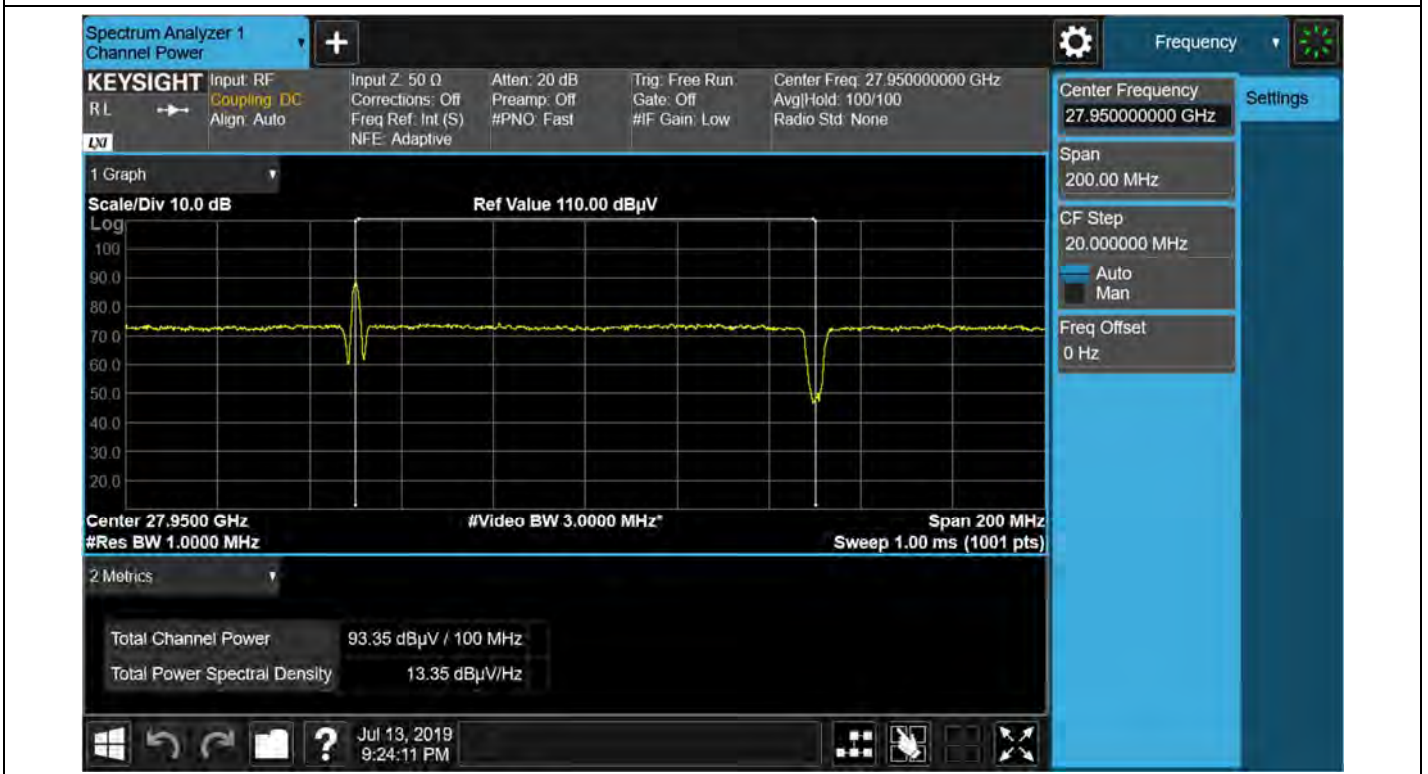 Spectrum Analyzer 1
Channel Power
+
Frequency
KEYSIGHT
RL
LXI
Input: RF
Coupling: DC
Align: Auto
Input Z: 50 Ω
Corrections: Off
Freq Ref: Int (S)
NFE: Adaptive
Atten: 20 dB
Preamp: Off
#PNO: Fast
Trig: Free Run
Gate: Off
#IF Gain: Low
Center Freq: 27.950000000 GHz
Avg|Hold: 100/100
Radio Std: None
Center Frequency
27.950000000 GHz
Settings
Span
200.00 MHz
CF Step
20.000000 MHz
Auto
Man
Freq Offset
0 Hz
1 Graph
Scale/Div 10.0 dB
Ref Value 110.00 dBµV
Log
100
90.0
80.0
70.0
60.0
50.0
40.0
30.0
20.0
Center 27.9500 GHz
#Video BW 3.0000 MHz*
Span 200 MHz
#Res BW 1.0000 MHz
Sweep 1.00 ms (1001 pts)
2 Metrics
Total Channel Power 93.35 dBµV / 100 MHz
Total Power Spectral Density 13.35 dBµV/Hz
?
Jul 13, 2019
9:24:11 PM